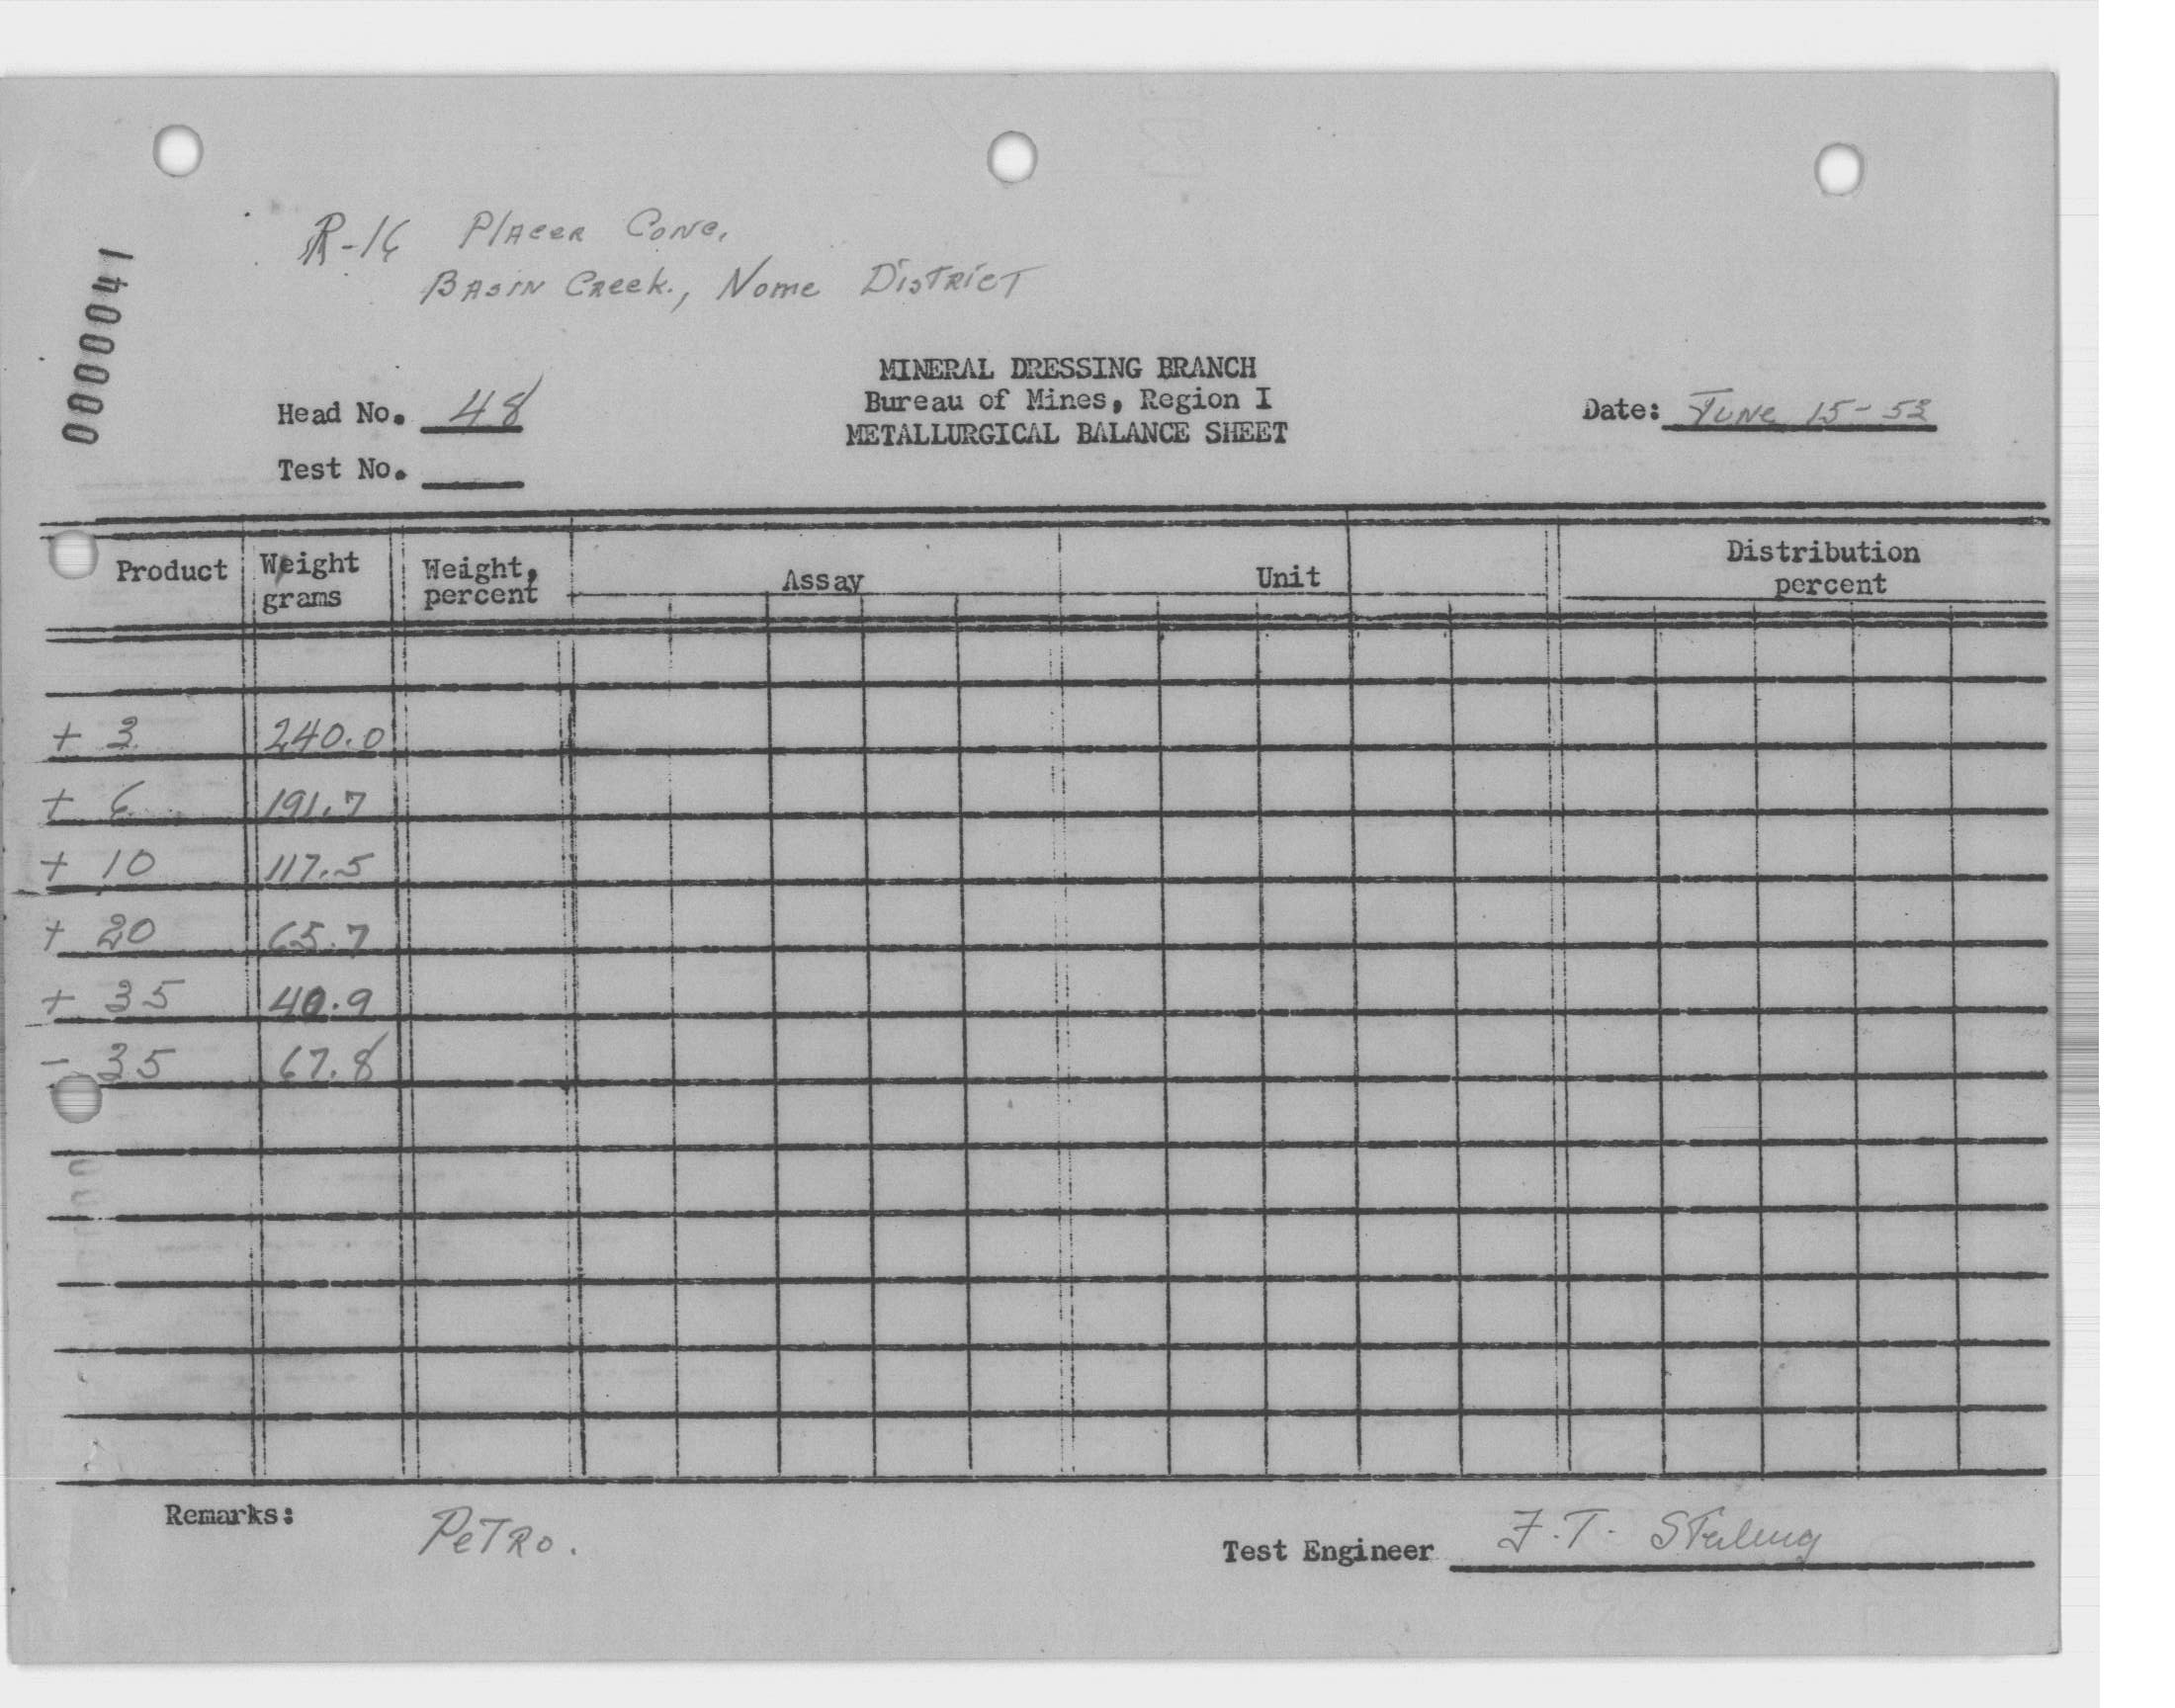 R-16 Placer Conc.
Basin Creek., Nome District
0000041
MINERAL DRESSING BRANCH
Bureau of Mines, Region I
METALLURGICAL BALANCE SHEET
Head No. 48
Date: June 15-53
Test No.
Product Weight grams Weight, percent Assay Unit Distribution percent
+ 3 240.0
+ 6 191.7
+ 10 117.5
+ 20 65.7
+ 35 40.9
- 35 67.8
Remarks: Petro.
Test Engineer F.T.